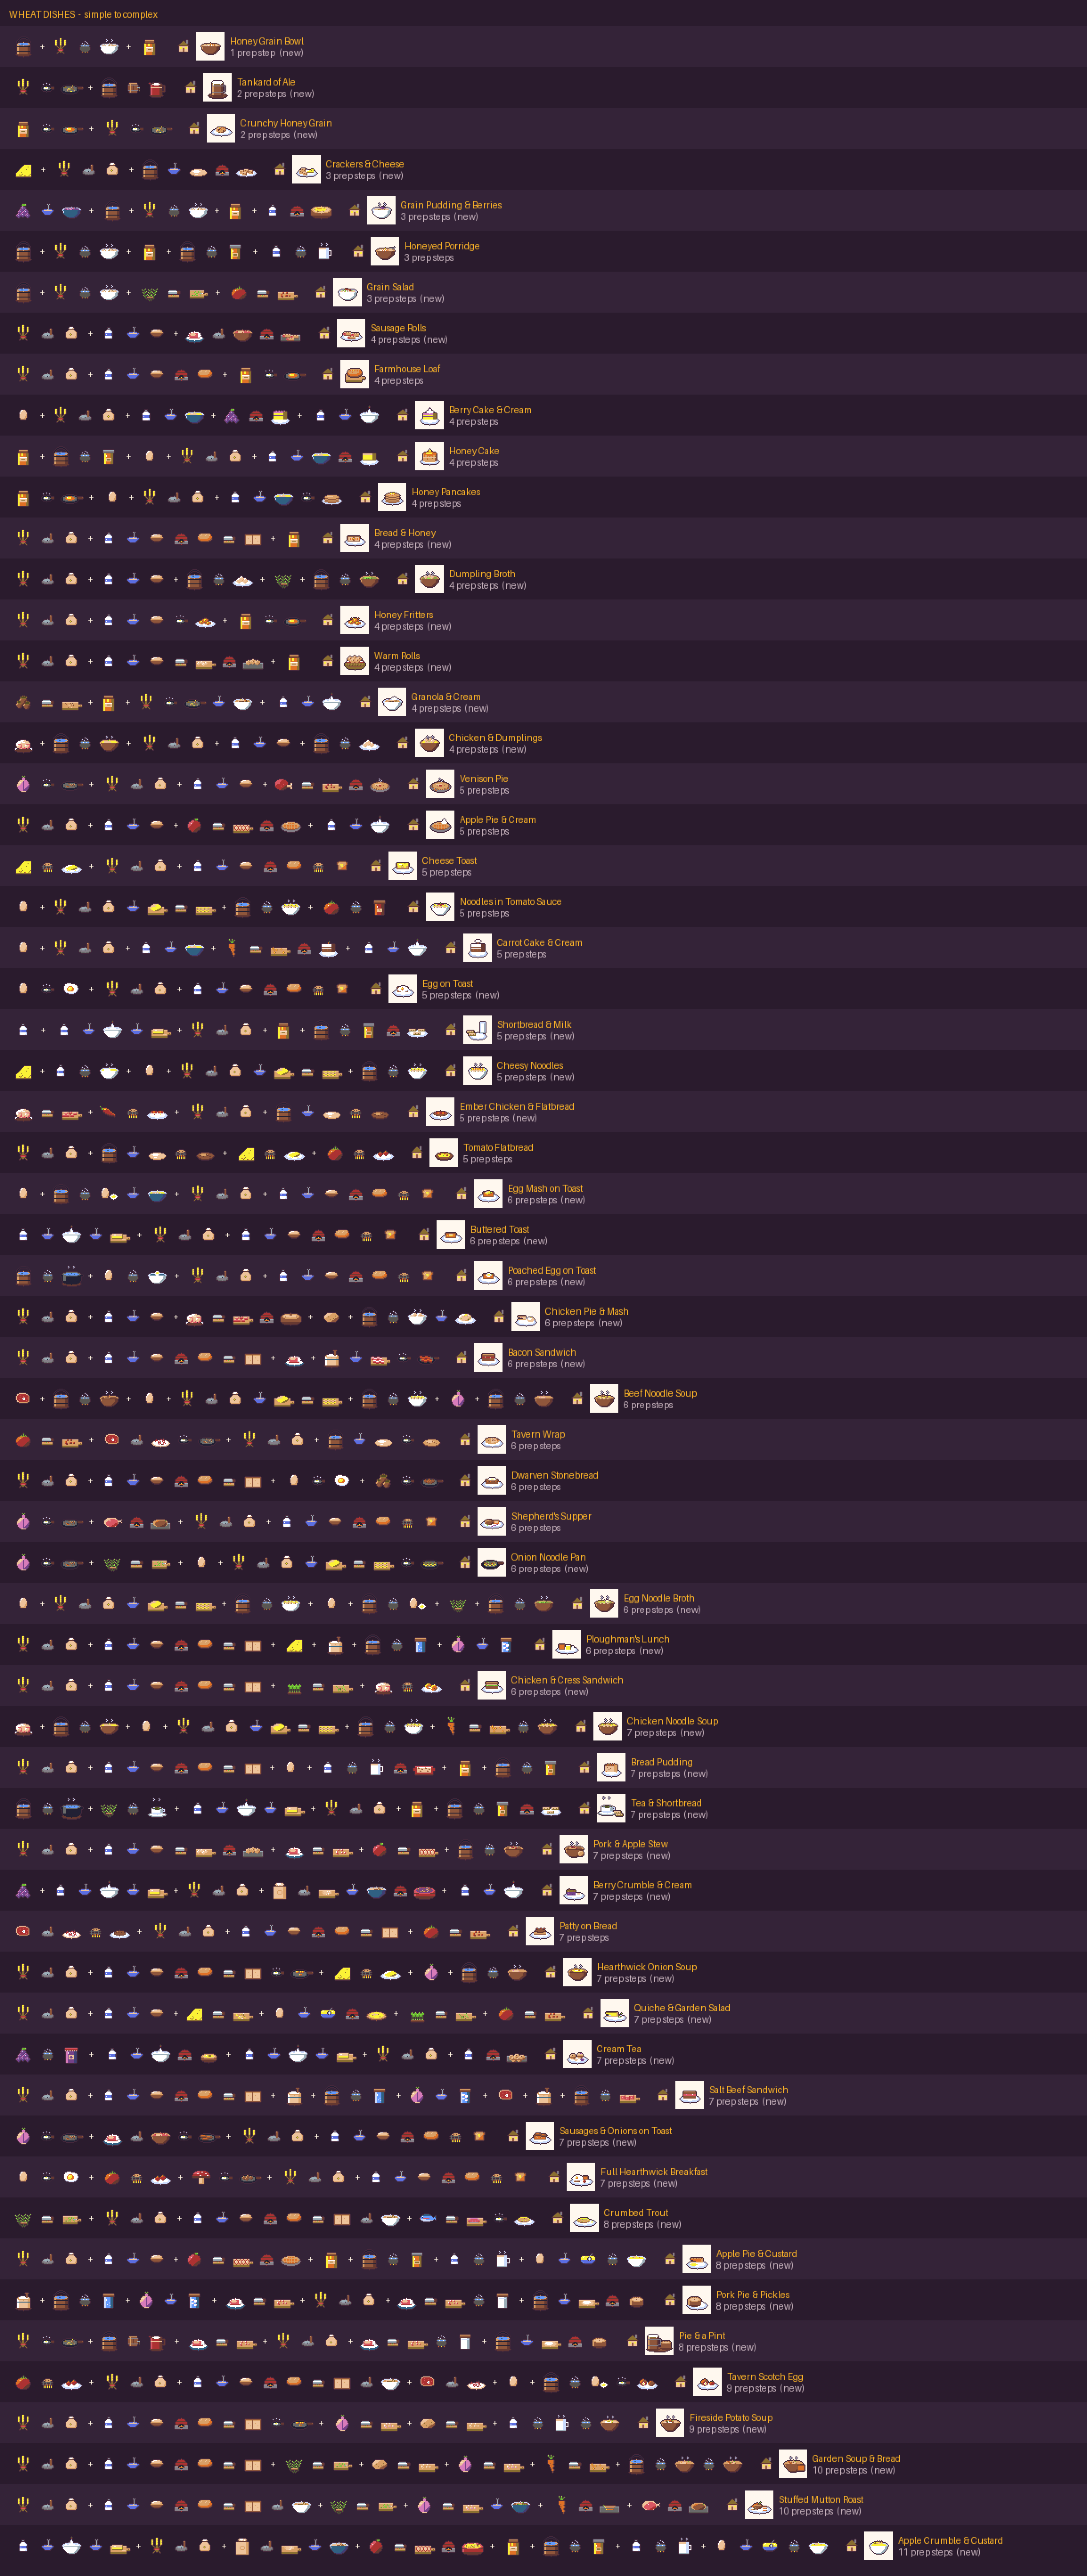 WHEAT DISHES - simple to complex
Honey Grain Bowl
1 prep step (new)
Tankard of Ale
2 prep steps (new)
Crunchy Honey Grain
2 prep steps (new)
Crackers & Cheese
3 prep steps (new)
Grain Pudding & Berries
3 prep steps (new)
Honeyed Porridge
3 prep steps
Grain Salad
3 prep steps (new)
Sausage Rolls
4 prep steps (new)
Farmhouse Loaf
4 prep steps
Berry Cake & Cream
4 prep steps
Honey Cake
4 prep steps
Honey Pancakes
4 prep steps
Bread & Honey
4 prep steps (new)
Dumpling Broth
4 prep steps (new)
Honey Fritters
4 prep steps (new)
Warm Rolls
4 prep steps (new)
Granola & Cream
4 prep steps (new)
Chicken & Dumplings
4 prep steps (new)
Venison Pie
5 prep steps
Apple Pie & Cream
5 prep steps
Cheese Toast
5 prep steps
Noodles in Tomato Sauce
5 prep steps
Carrot Cake & Cream
5 prep steps
Egg on Toast
5 prep steps (new)
Shortbread & Milk
5 prep steps (new)
Cheesy Noodles
5 prep steps (new)
Ember Chicken & Flatbread
5 prep steps (new)
Tomato Flatbread
5 prep steps
Egg Mash on Toast
6 prep steps (new)
Buttered Toast
6 prep steps (new)
Poached Egg on Toast
6 prep steps (new)
Chicken Pie & Mash
6 prep steps (new)
Bacon Sandwich
6 prep steps (new)
Beef Noodle Soup
6 prep steps
Tavern Wrap
6 prep steps
Dwarven Stonebread
6 prep steps
Shepherd's Supper
6 prep steps
Onion Noodle Pan
6 prep steps (new)
Egg Noodle Broth
6 prep steps (new)
Ploughman's Lunch
6 prep steps (new)
Chicken & Cress Sandwich
6 prep steps (new)
Chicken Noodle Soup
7 prep steps (new)
Bread Pudding
7 prep steps (new)
Tea & Shortbread
7 prep steps (new)
Pork & Apple Stew
7 prep steps (new)
Berry Crumble & Cream
7 prep steps (new)
Patty on Bread
7 prep steps
Hearthwick Onion Soup
7 prep steps (new)
Quiche & Garden Salad
7 prep steps (new)
Cream Tea
7 prep steps (new)
Salt Beef Sandwich
7 prep steps (new)
Sausages & Onions on Toast
7 prep steps (new)
Full Hearthwick Breakfast
7 prep steps (new)
Crumbed Trout
8 prep steps (new)
Apple Pie & Custard
8 prep steps (new)
Pork Pie & Pickles
8 prep steps (new)
Pie & a Pint
8 prep steps (new)
Tavern Scotch Egg
9 prep steps (new)
Fireside Potato Soup
9 prep steps (new)
Garden Soup & Bread
10 prep steps (new)
Stuffed Mutton Roast
10 prep steps (new)
Apple Crumble & Custard
11 prep steps (new)